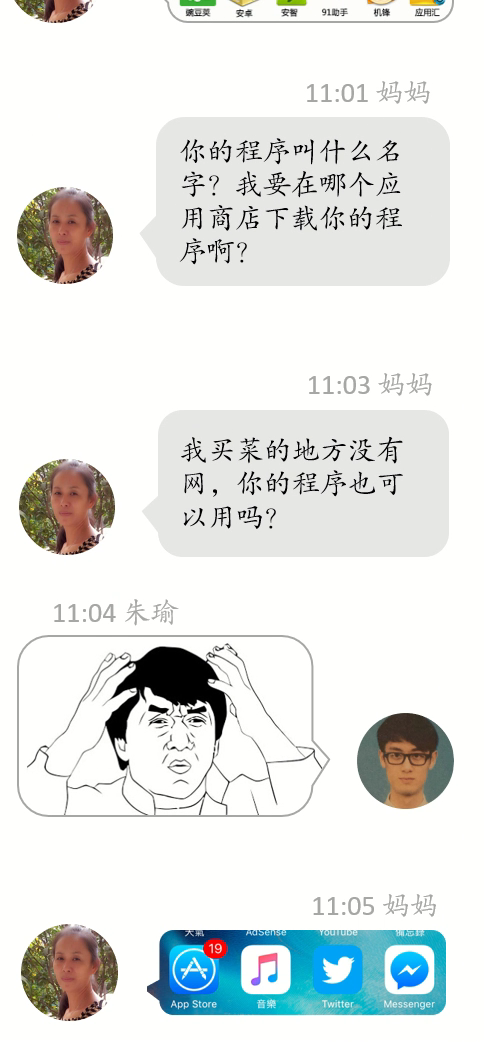 豌豆荚 安卓 安智 91助手 机锋 应用汇
11:01 妈妈
你的程序叫什么名
字？我要在哪个应
用商店下载你的程
序啊？
11:03 妈妈
我买菜的地方没有
网，你的程序也可
以用吗？
11:04 朱瑜
11:05 妈妈
天氣 AdSense YouTube 備忘錄
19
App Store 音樂 Twitter Messenger